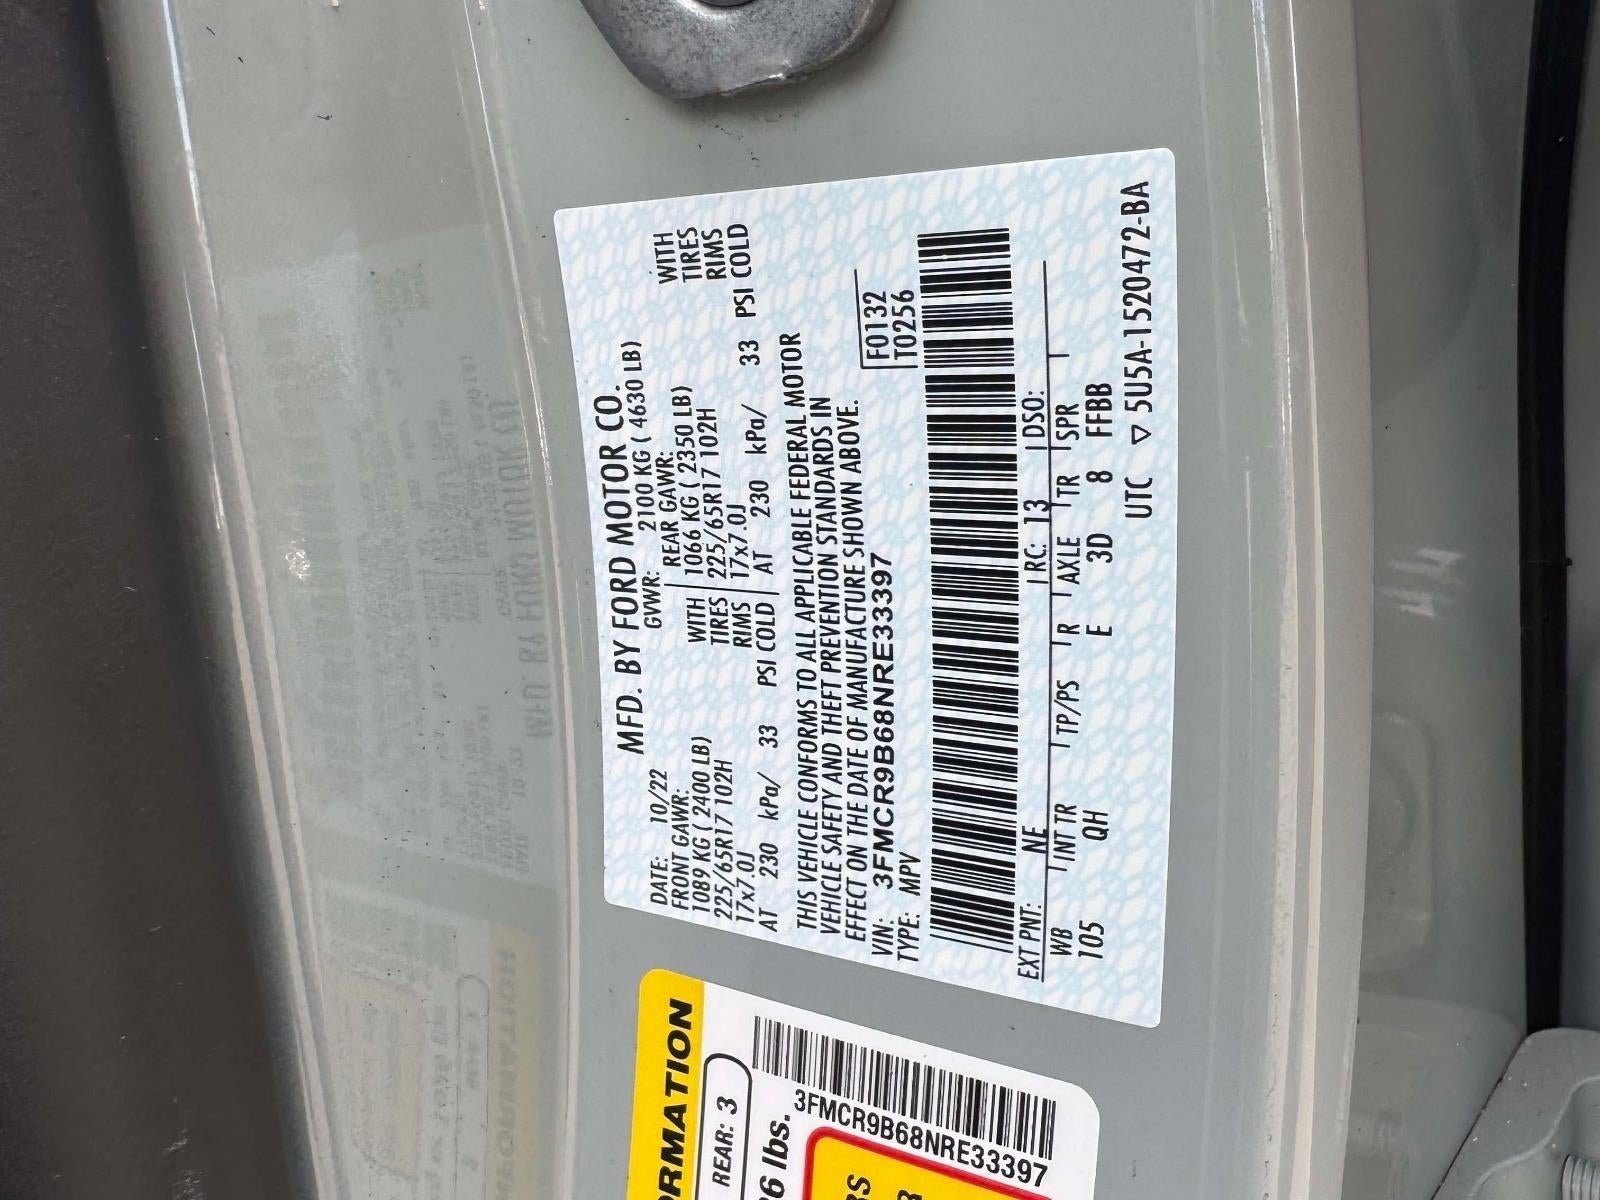 MFD. BY FORD MOTOR CO.
DATE: 10/22 GVWR: 2100 KG ( 4630 LB)
FRONT GAWR: REAR GAWR:
1089 KG ( 2400 LB) WITH 1066 KG ( 2350 LB) WITH
225/65R17 102H TIRES 225/65R17 102H TIRES
17x7.0J RIMS 17x7.0J RIMS
AT 230 kPa/ 33 PSI COLD AT 230 kPa/ 33 PSI COLD
THIS VEHICLE CONFORMS TO ALL APPLICABLE FEDERAL MOTOR
VEHICLE SAFETY AND THEFT PREVENTION STANDARDS IN
EFFECT ON THE DATE OF MANUFACTURE SHOWN ABOVE.
VIN: 3FMCR9B68NRE33397 F0132
TYPE: MPV T0256
EXT PNT: NE RC: 13 DSO:
WB INT TR TP/PS R AXLE TR SPR
105 QH E 3D 8 FFBB
UTC ▽ 5U5A-1520472-BA
ORMATION
REAR: 3
6 lbs.
3FMCR9B68NRE33397